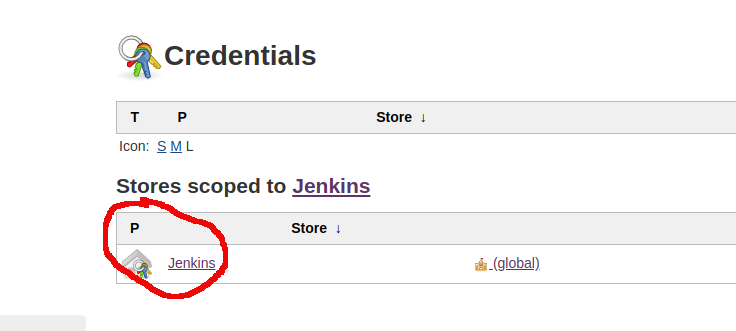 Credentials
T P Store ↓
Icon: S M L
Stores scoped to Jenkins
P Store ↓
Jenkins (global)